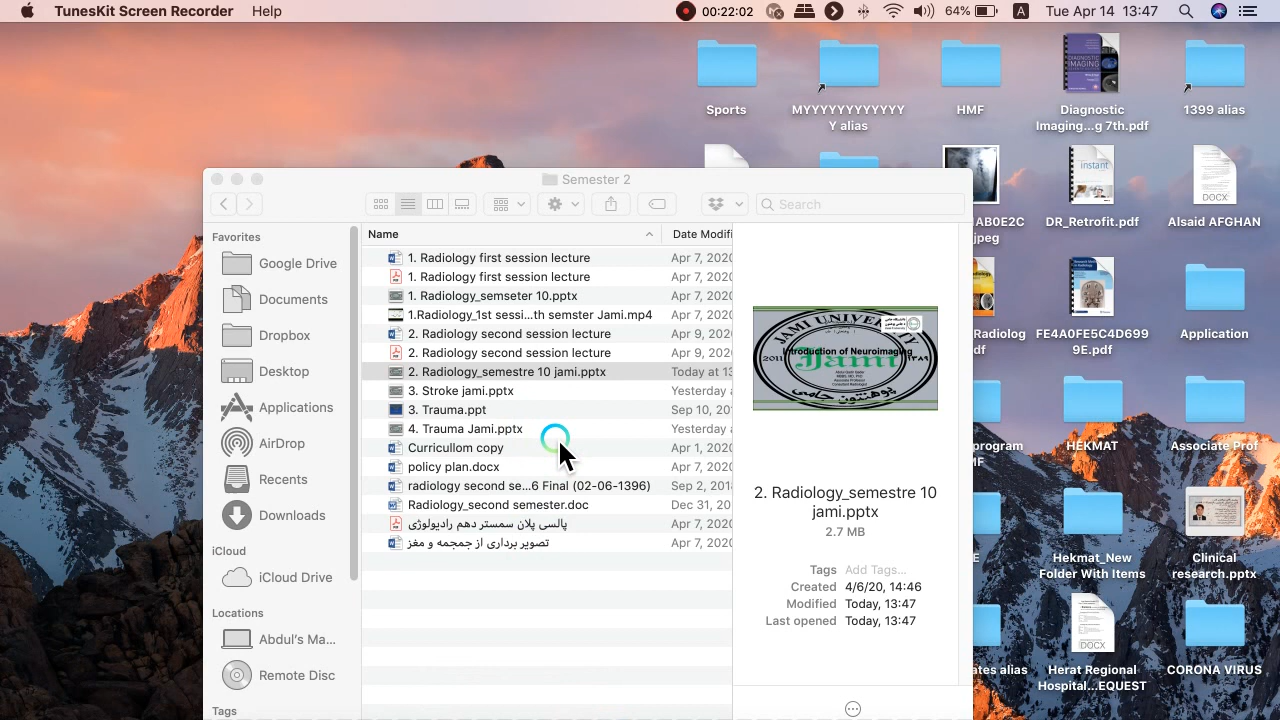 TunesKit Screen Recorder Help 00:22:02 64% A Tue Apr 14 13:47
Sports
MYYYYYYYYYYYY
Y alias
HMF
Diagnostic
Imaging...g 7th.pdf
1399 alias
AB0E2C
jpeg
instant
DR_Retrofit.pdf
DOCX
Alsaid AFGHAN
Radiolog
df
FE4A0FE5C4D699
9E.pdf
Application
program
MF
HEKMAT
Associate Prof
E
Hekmat_New
Folder With Items
Clinical
research.pptx
ates alias
DOCX
Herat Regional
Hospital...EQUEST
CORONA VIRUS
Semester 2
Search
Favorites
Google Drive
Documents
Dropbox
Desktop
Applications
AirDrop
Recents
Downloads
iCloud
iCloud Drive
Locations
Abdul's Ma...
Remote Disc
Tags
Name Date Modifi
1. Radiology first session lecture Apr 7, 2020
1. Radiology first session lecture Apr 7, 2020
1. Radiology_semseter 10.pptx Apr 7, 2020
1.Radiology_1st sessi...th semster Jami.mp4 Apr 7, 2020
2. Radiology second session lecture Apr 9, 2020
2. Radiology second session lecture Apr 9, 2020
2. Radiology_semestre 10 jami.pptx Today at 13
3. Stroke jami.pptx Yesterday a
3. Trauma.ppt Sep 10, 20
4. Trauma Jami.pptx Yesterday a
Curricullom copy Apr 1, 2020
policy plan.docx Apr 7, 2020
radiology second se...6 Final (02-06-1396) Sep 2, 201
Radiology_second semester.doc Dec 31, 20
پالسی پلان سمستر دهم رادیولوژی Apr 7, 2020
تصویر برداری از جمجمه و مغز Apr 7, 2020
JAMI UNIVERSITY
Introduction of Neuroimaging
Jami
2011
۱۳۸۹
پوهنتون جامی
2. Radiology_semestre 10
jami.pptx
2.7 MB
Tags Add Tags...
Created 4/6/20, 14:46
Modified Today, 13:47
Last opened Today, 13:47